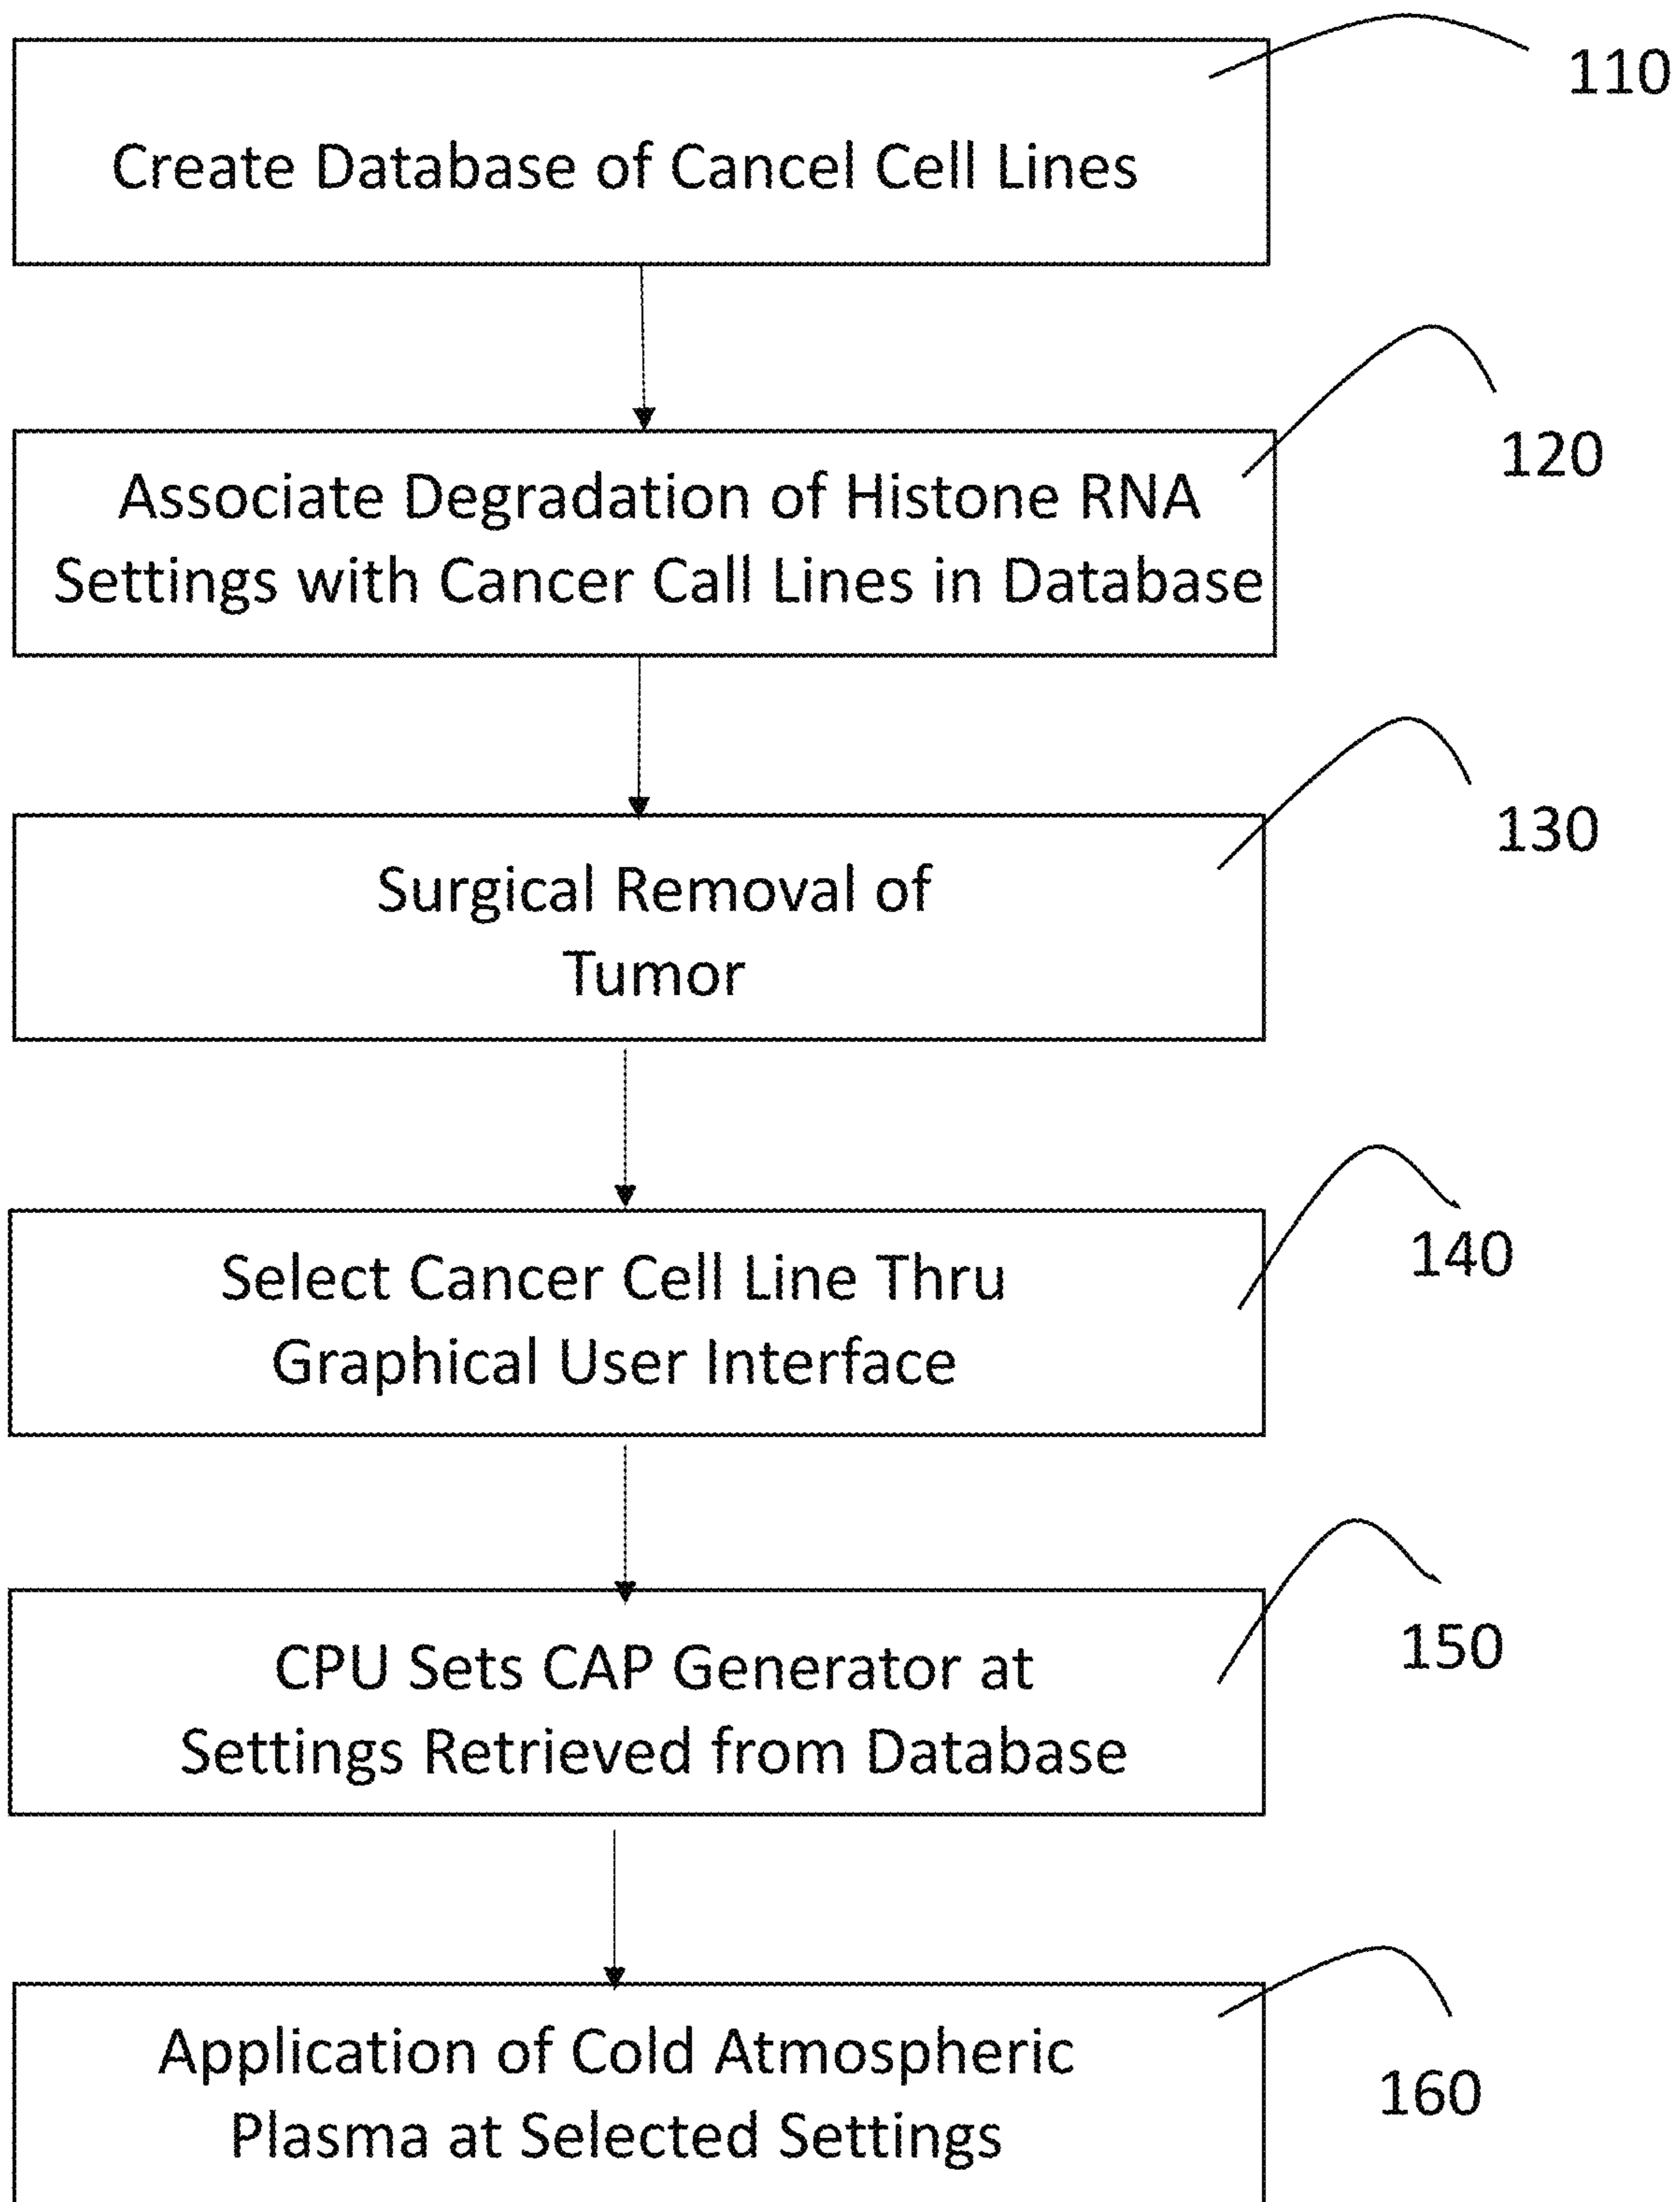 110
Create Database of Cancel Cell Lines
120
Associate Degradation of Histone RNA
Settings with Cancer Call Lines in Database
130
Surgical Removal of
Tumor
140
Select Cancer Cell Line Thru
Graphical User Interface
150
CPU Sets CAP Generator at
Settings Retrieved from Database
160
Application of Cold Atmospheric
Plasma at Selected Settings